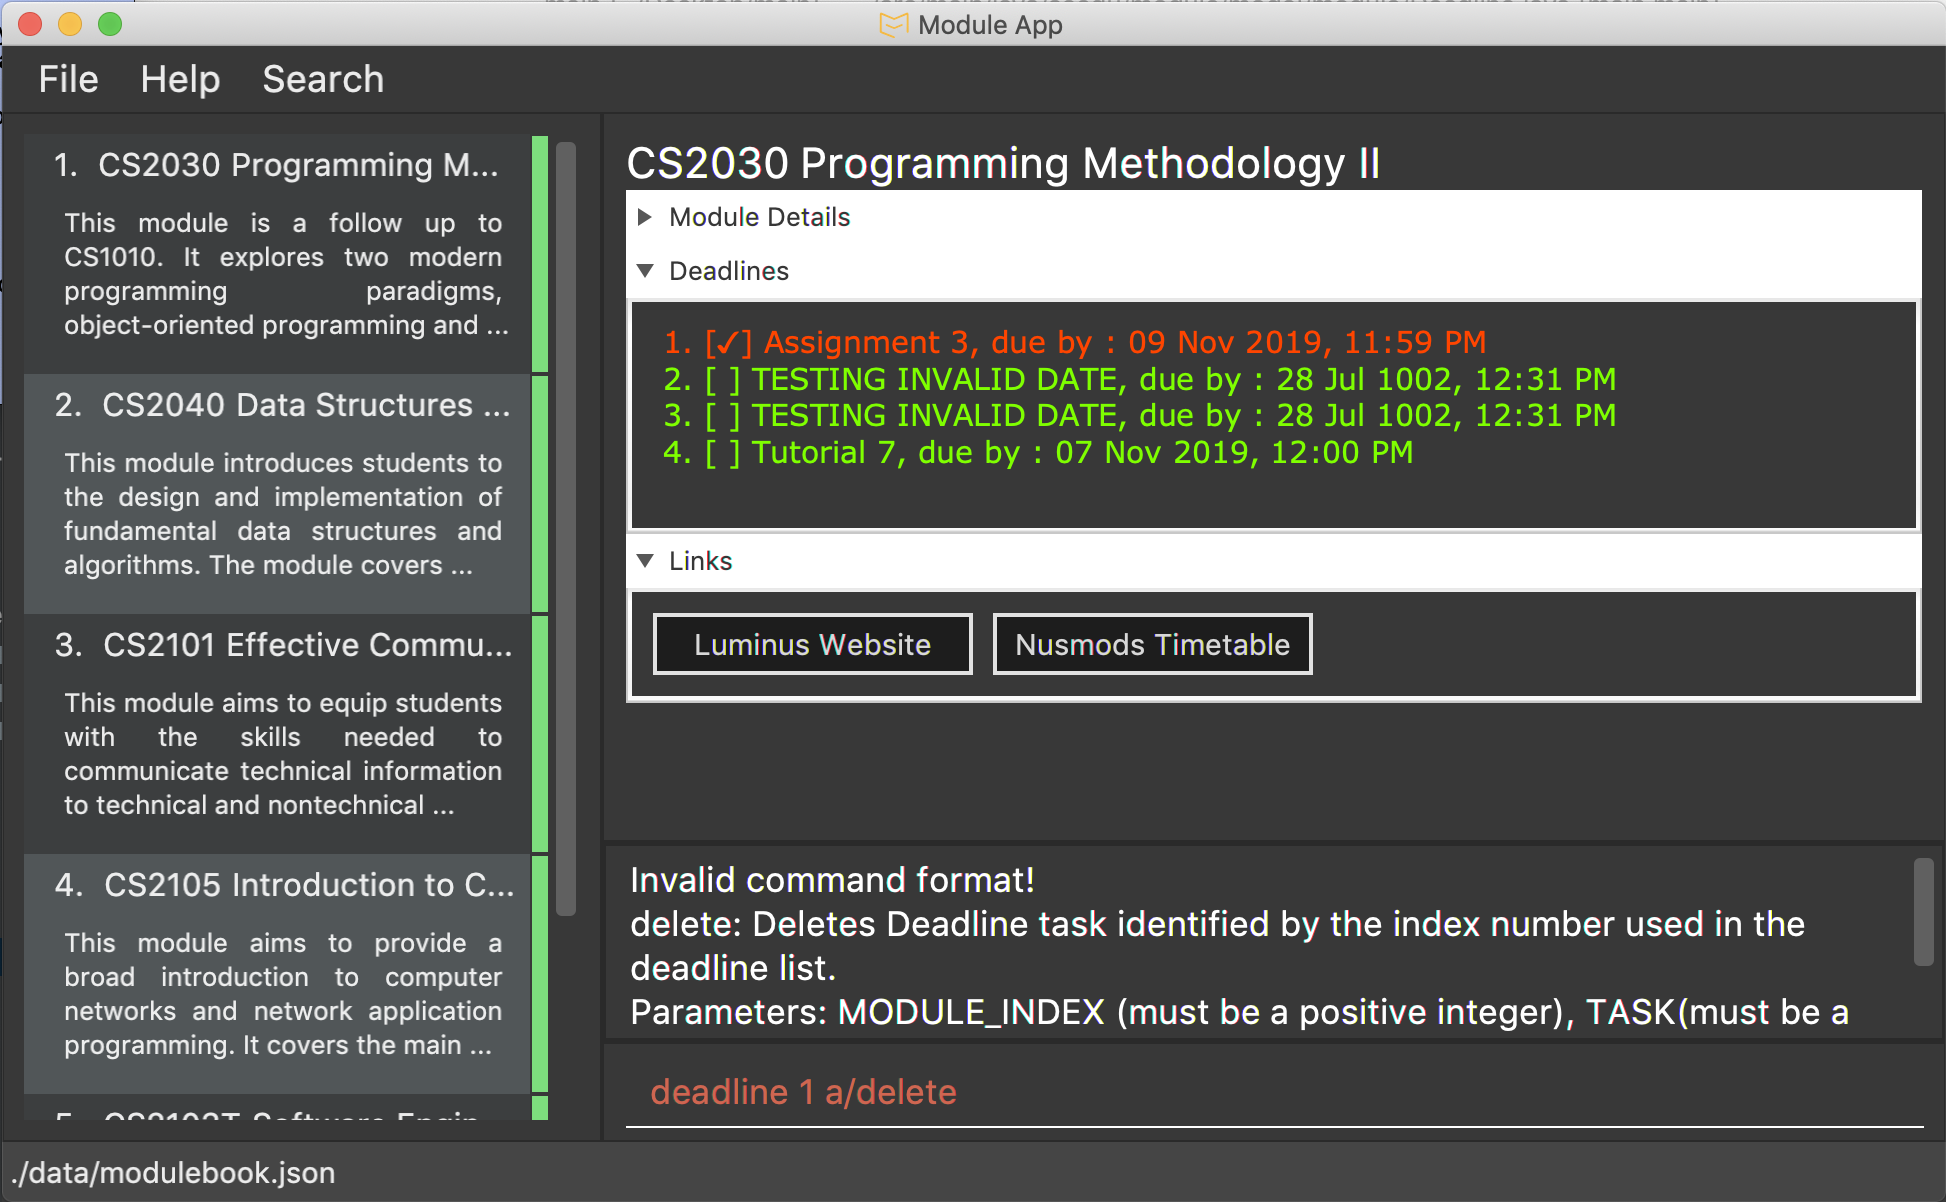 Module App
File Help Search
1. CS2030 Programming M...
This module is a follow up to
CS1010. It explores two modern
programming paradigms,
object-oriented programming and ...
2. CS2040 Data Structures ...
This module introduces students to
the design and implementation of
fundamental data structures and
algorithms. The module covers ...
3. CS2101 Effective Commu...
This module aims to equip students
with the skills needed to
communicate technical information
to technical and nontechnical ...
4. CS2105 Introduction to C...
This module aims to provide a
broad introduction to computer
networks and network application
programming. It covers the main ...
5. CS2103T Software Engin...
CS2030 Programming Methodology II
Module Details
Deadlines
1. [✓] Assignment 3, due by : 09 Nov 2019, 11:59 PM
2. [ ] TESTING INVALID DATE, due by : 28 Jul 1002, 12:31 PM
3. [ ] TESTING INVALID DATE, due by : 28 Jul 1002, 12:31 PM
4. [ ] Tutorial 7, due by : 07 Nov 2019, 12:00 PM
Links
Luminus Website
Nusmods Timetable
Invalid command format!
delete: Deletes Deadline task identified by the index number used in the
deadline list.
Parameters: MODULE_INDEX (must be a positive integer), TASK(must be a
deadline 1 a/delete
./data/modulebook.json